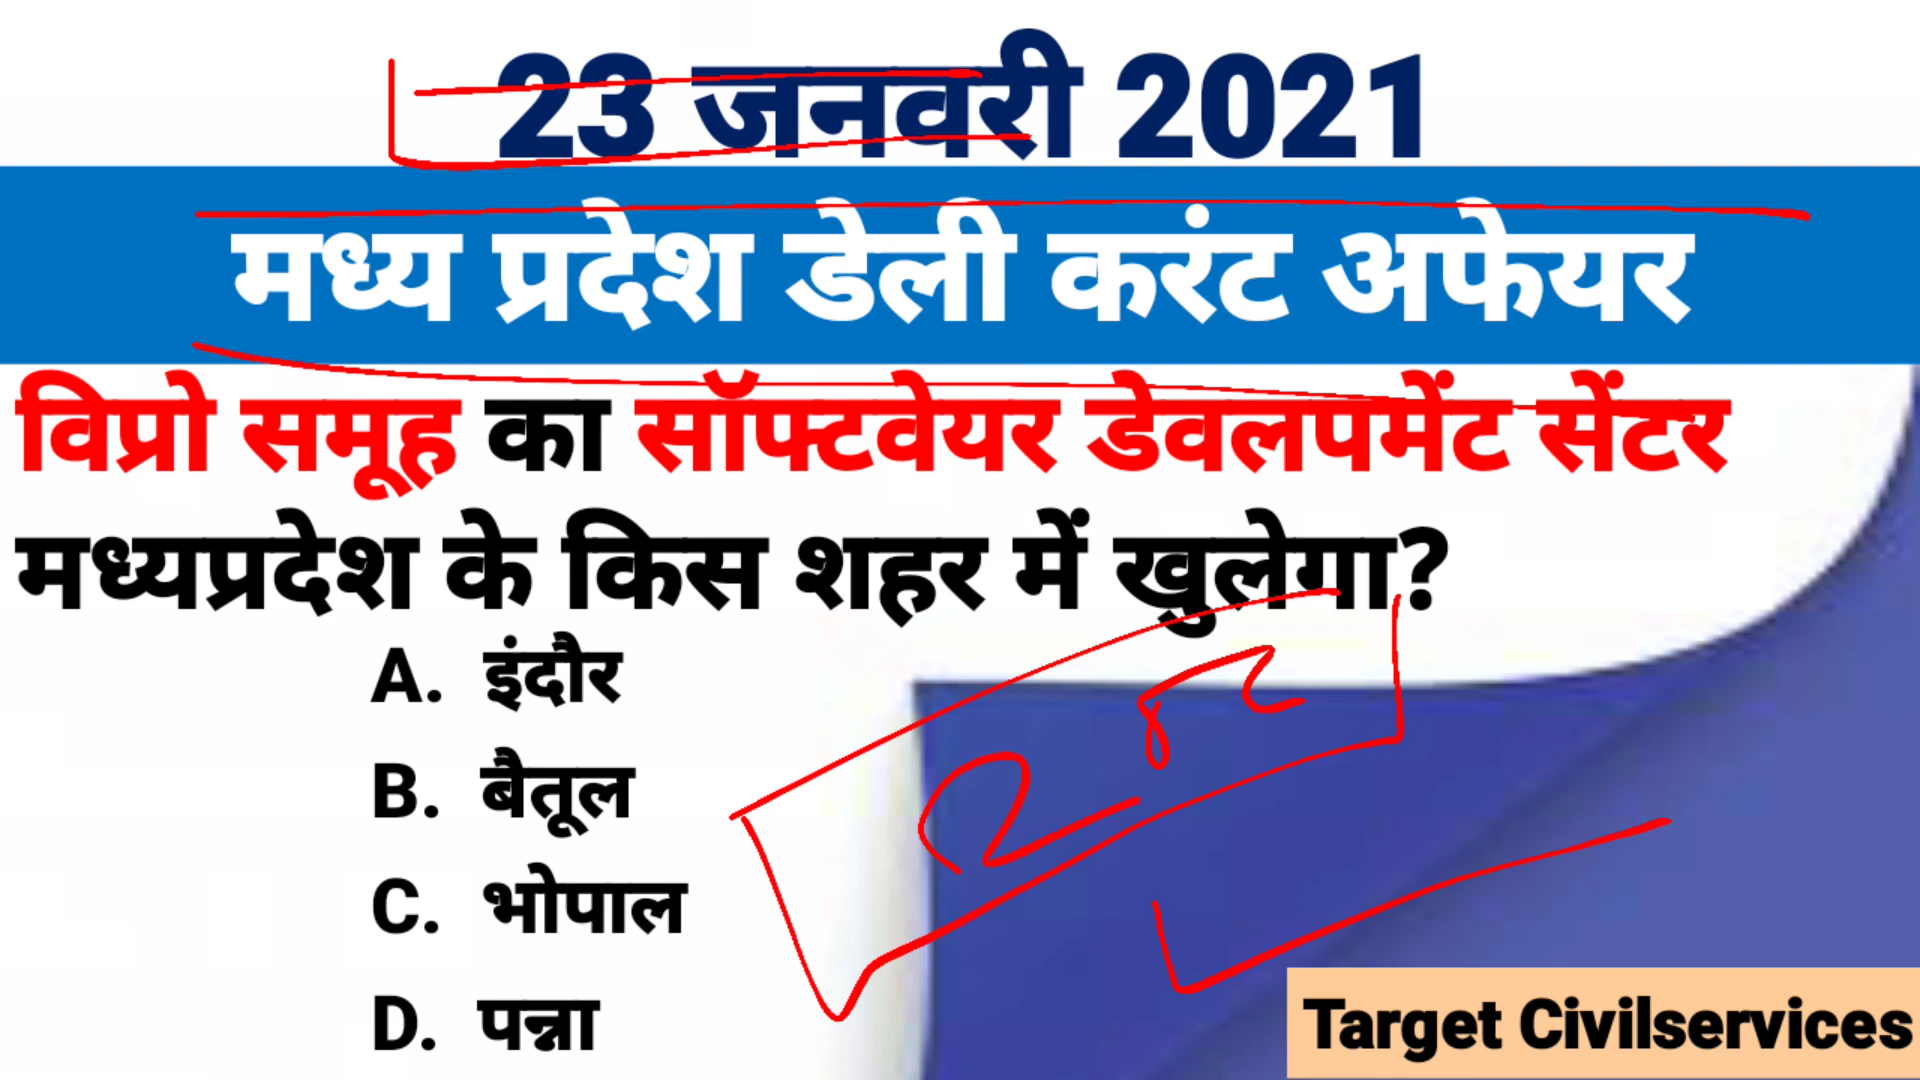 23 जनवरी 2021
मध्य प्रदेश डेली करंट अफेयर
विप्रो समूह का सॉफ्टवेयर डेवलपमेंट सेंटर
मध्यप्रदेश के किस शहर में खुलेगा?
A. इंदौर
B. बैतूल
C. भोपाल
D. पन्ना
Target Civilservices